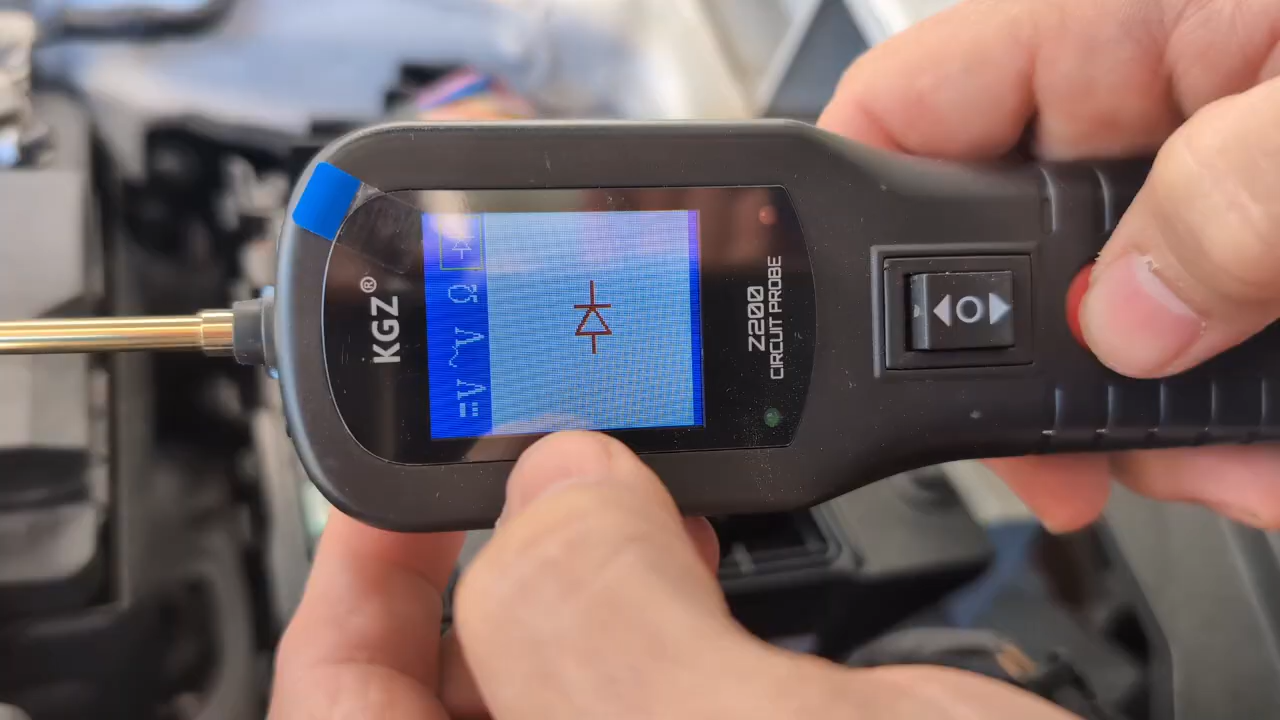 KGZ®
Ω
~V
V
Z200
CIRCUIT PROBE